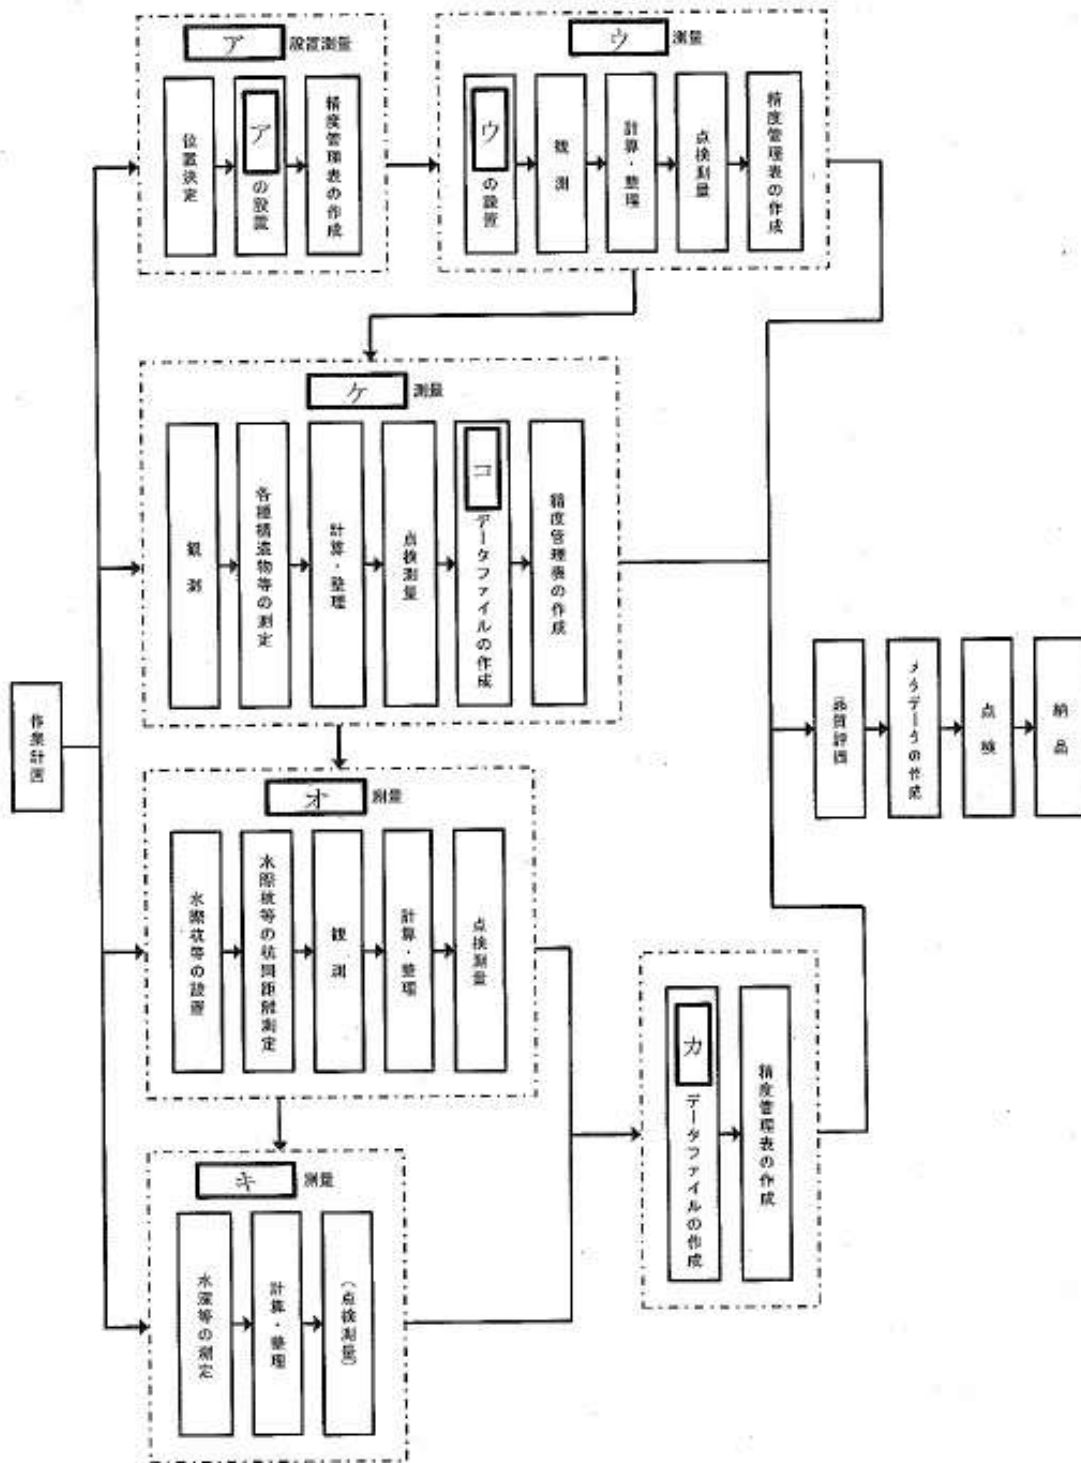 作業計画
ア 設置測量
位置決定
アの設置
精度管理表の作成
ウ 測量
ウの設置
観測
計算・整理
点検測量
精度管理表の作成
ケ 測量
観測
各種構造物等の測定
計算・整理
点検測量
コデータファイルの作成
精度管理表の作成
オ 測量
水際杭等の設置
水際杭等の杭間距離測定
観測
計算・整理
点検測量
キ 測量
水深等の測定
計算・整理
（点検測量）
カデータファイルの作成
精度管理表の作成
品質評価
メタデータの作成
点検
納品